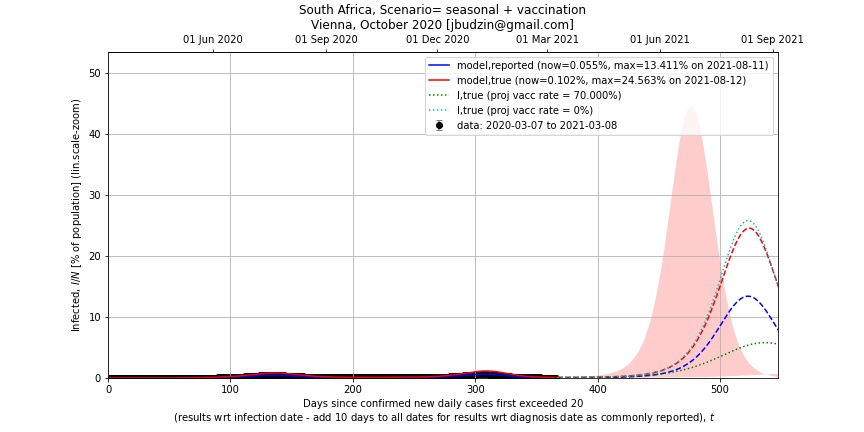 South Africa, Scenario= seasonal + vaccination
Vienna, October 2020 [jbudzin@gmail.com]
01 Jun 2020 01 Sep 2020 01 Dec 2020 01 Mar 2021 01 Jun 2021 01 Sep 2021
model,reported (now=0.055%, max=13.411% on 2021-08-11)
model,true (now=0.102%, max=24.563% on 2021-08-12)
I,true (proj vacc rate = 70.000%)
I,true (proj vacc rate = 0%)
data: 2020-03-07 to 2021-03-08
Infected, I/N [% of population] (lin.scale-zoom)
50
40
30
20
10
0
0 100 200 300 400 500
Days since confirmed new daily cases first exceeded 20
(results wrt infection date - add 10 days to all dates for results wrt diagnosis date as commonly reported), t